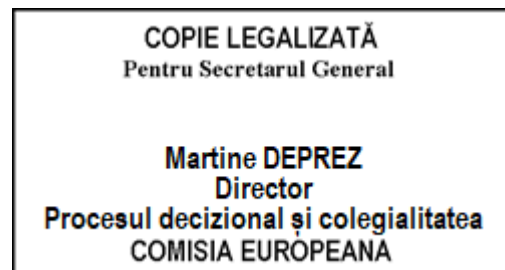 COPIE LEGALIZATĂ
Pentru Secretarul General
Martine DEPREZ
Director
Procesul decizional și colegialitatea
COMISIA EUROPEANA